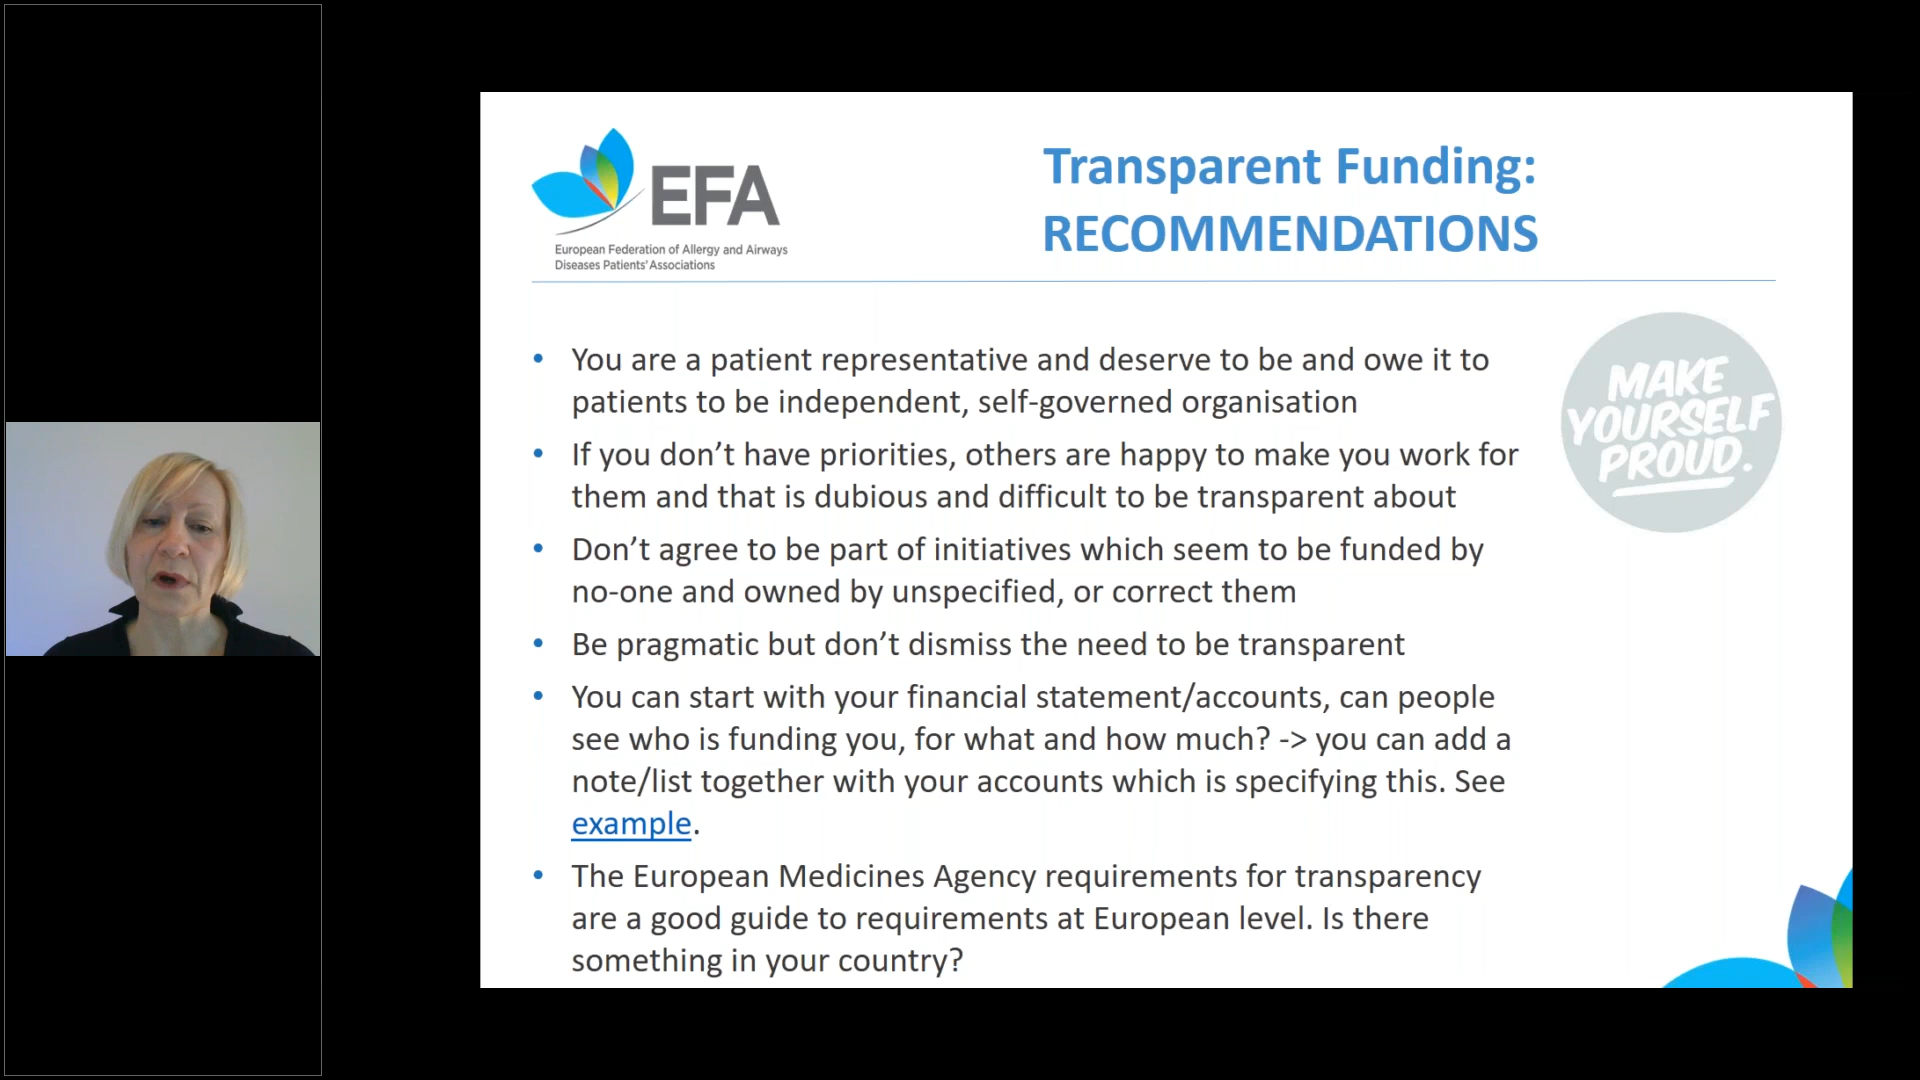 EFA
European Federation of Allergy and Airways
Diseases Patients' Associations
Transparent Funding:
RECOMMENDATIONS
• You are a patient representative and deserve to be and owe it to
patients to be independent, self-governed organisation
• If you don’t have priorities, others are happy to make you work for
them and that is dubious and difficult to be transparent about
• Don’t agree to be part of initiatives which seem to be funded by
no-one and owned by unspecified, or correct them
• Be pragmatic but don’t dismiss the need to be transparent
• You can start with your financial statement/accounts, can people
see who is funding you, for what and how much? -> you can add a
note/list together with your accounts which is specifying this. See
example.
• The European Medicines Agency requirements for transparency
are a good guide to requirements at European level. Is there
something in your country?
MAKE
YOURSELF
PROUD.